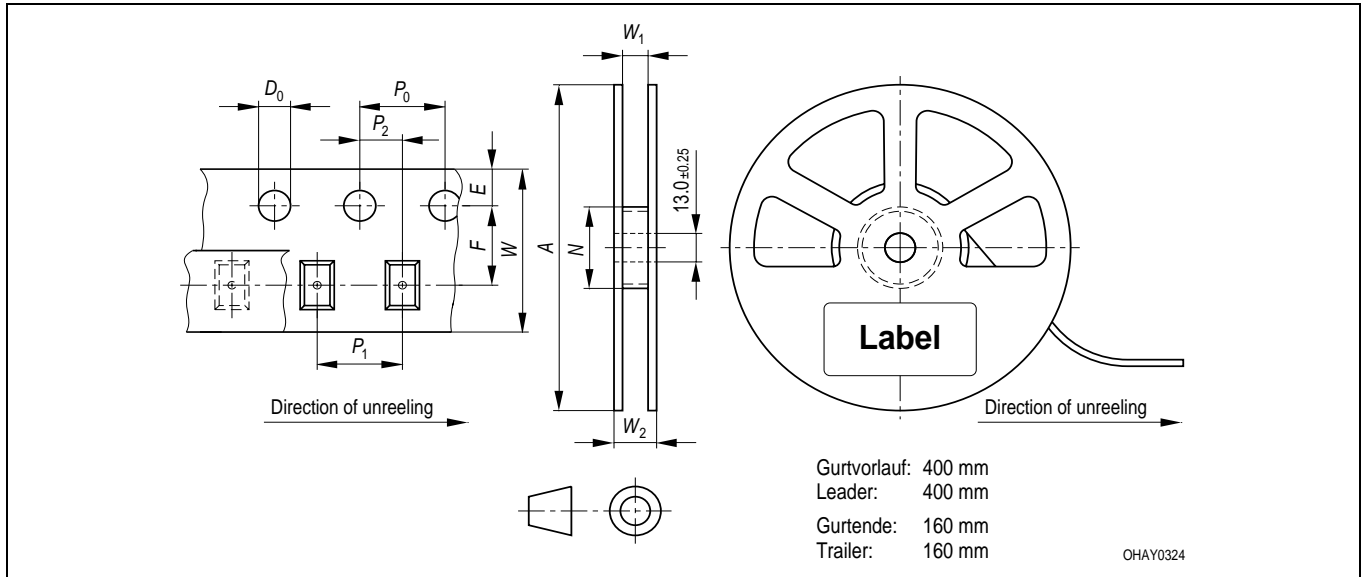 W1
D0
P0
P2
E
F
W
A
N
13.0 ±0.25
P1
W2
Label
Direction of unreeling
Direction of unreeling
Gurtvorlauf: 400 mm
Leader: 400 mm
Gurtende: 160 mm
Trailer: 160 mm
OHAY0324